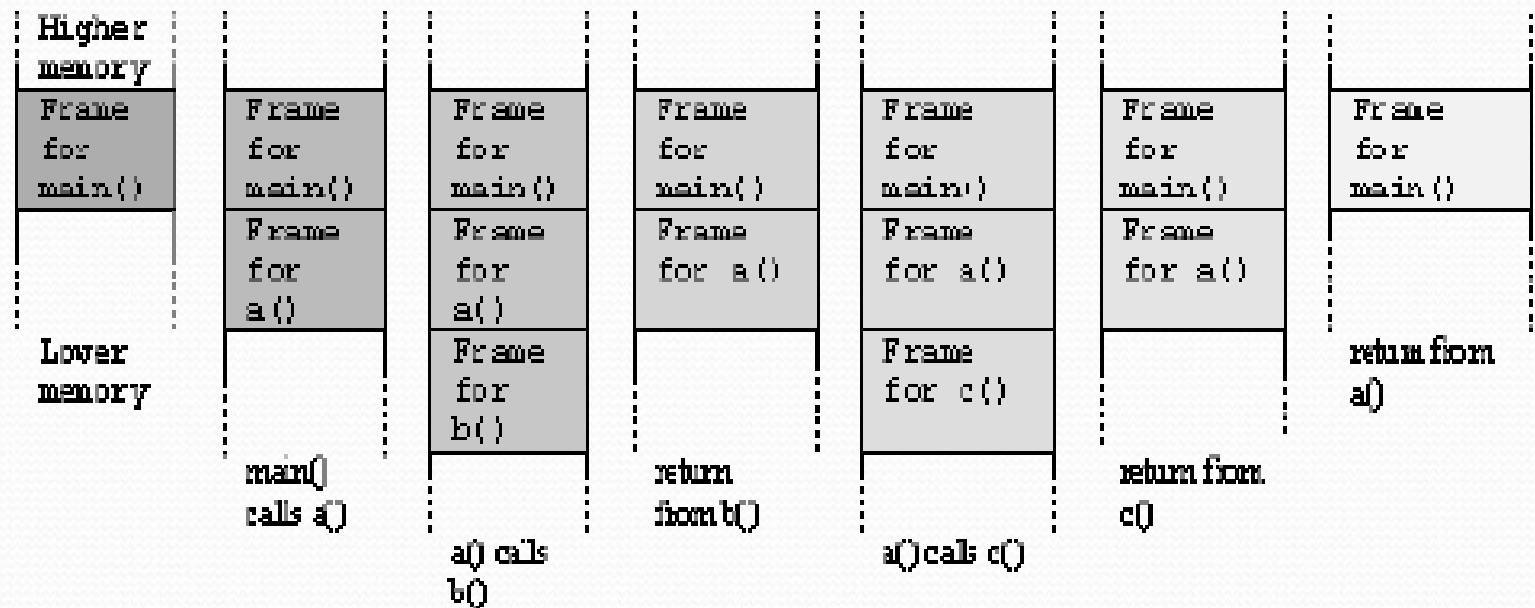 Higher
memory
Frame
for
main()
Lower
memory
Frame
for
main()
Frame
for
a()
main()
calls a()
Frame
for
main()
Frame
for
a()
Frame
for
b()
a() calls
b()
Frame
for
main()
Frame
for a()
return
from b()
Frame
for
main()
Frame
for a()
Frame
for c()
a() calls c()
Frame
for
main()
Frame
for a()
return from
c()
Frame
for
main()
return from
a()